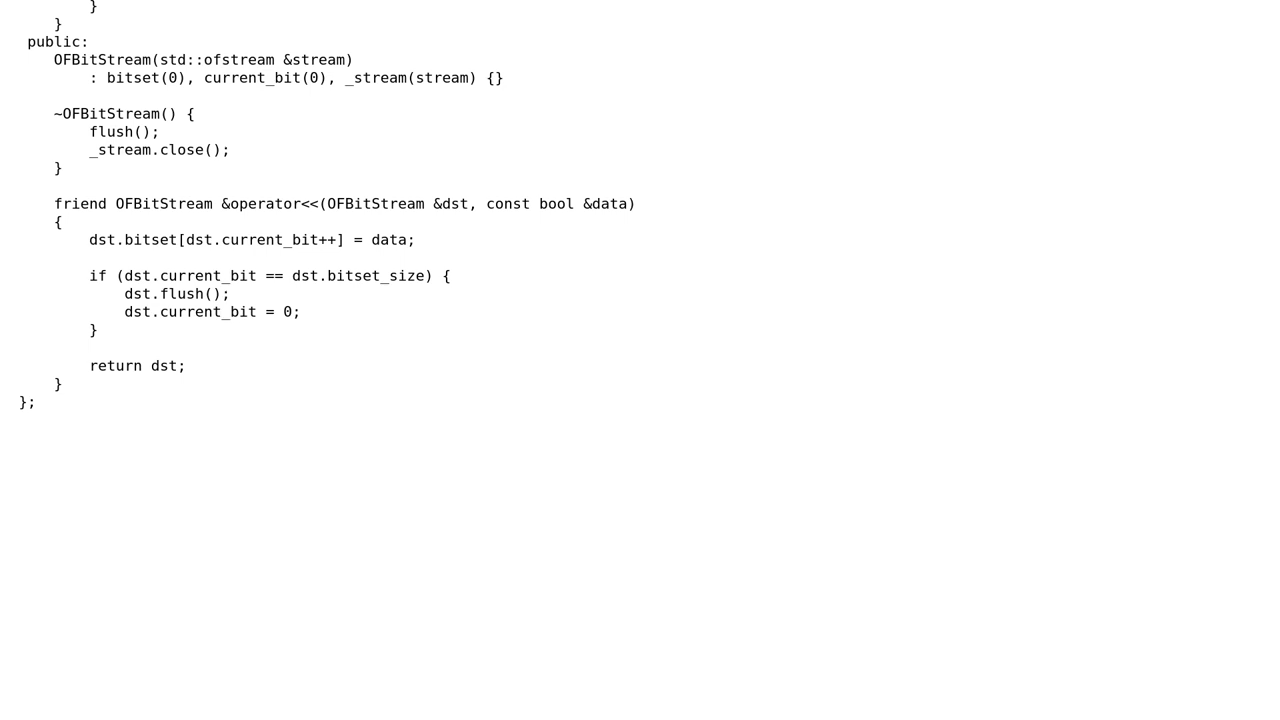 }
    }
 public:
    OFBitStream(std::ofstream &stream)
        : bitset(0), current_bit(0), _stream(stream) {}

    ~OFBitStream() {
        flush();
        _stream.close();
    }

    friend OFBitStream &operator<<(OFBitStream &dst, const bool &data)
    {
        dst.bitset[dst.current_bit++] = data;

        if (dst.current_bit == dst.bitset_size) {
            dst.flush();
            dst.current_bit = 0;
        }

        return dst;
    }
};